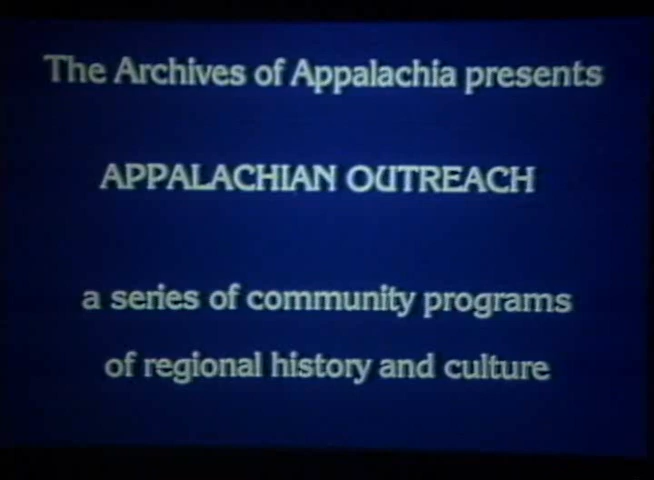 The Archives of Appalachia presents
APPALACHIAN OUTREACH
a series of community programs
of regional history and culture